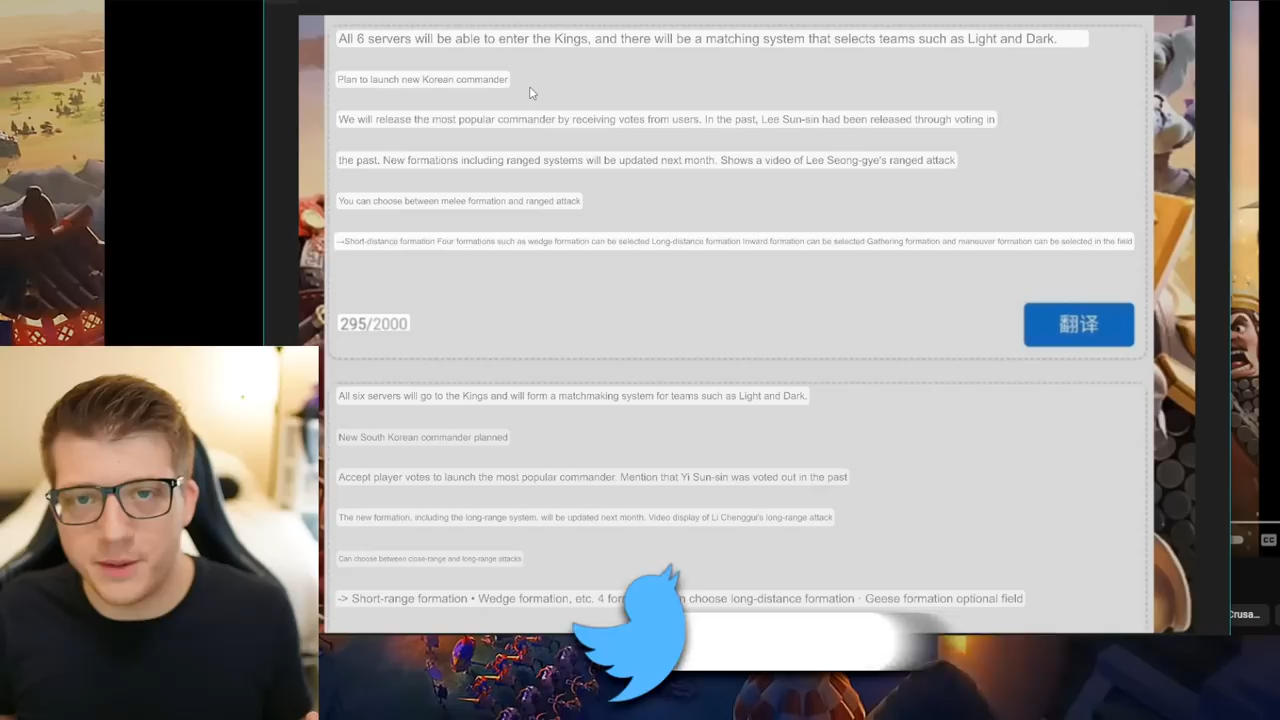 All 6 servers will be able to enter the Kings, and there will be a matching system that selects teams such as Light and Dark.
Plan to launch new Korean commander
We will release the most popular commander by receiving votes from users. In the past, Lee Sun-sin had been released through voting in
the past. New formations including ranged systems will be updated next month. Shows a video of Lee Seong-gye's ranged attack
You can choose between melee formation and ranged attack
→Short-distance formation Four formations such as wedge formation can be selected Long-distance formation Inward formation can be selected Gathering formation and maneuver formation can be selected in the field
295/2000
翻译
All six servers will go to the Kings and will form a matchmaking system for teams such as Light and Dark.
New South Korean commander planned
Accept player votes to launch the most popular commander. Mention that Yi Sun-sin was voted out in the past
The new formation, including the long-range system, will be updated next month. Video display of Li Chenggui's long-range attack
Can choose between close-range and long-range attacks
CC
-> Short-range formation • Wedge formation, etc. 4 for choose long-distance formation · Geese formation optional field
Crusa...